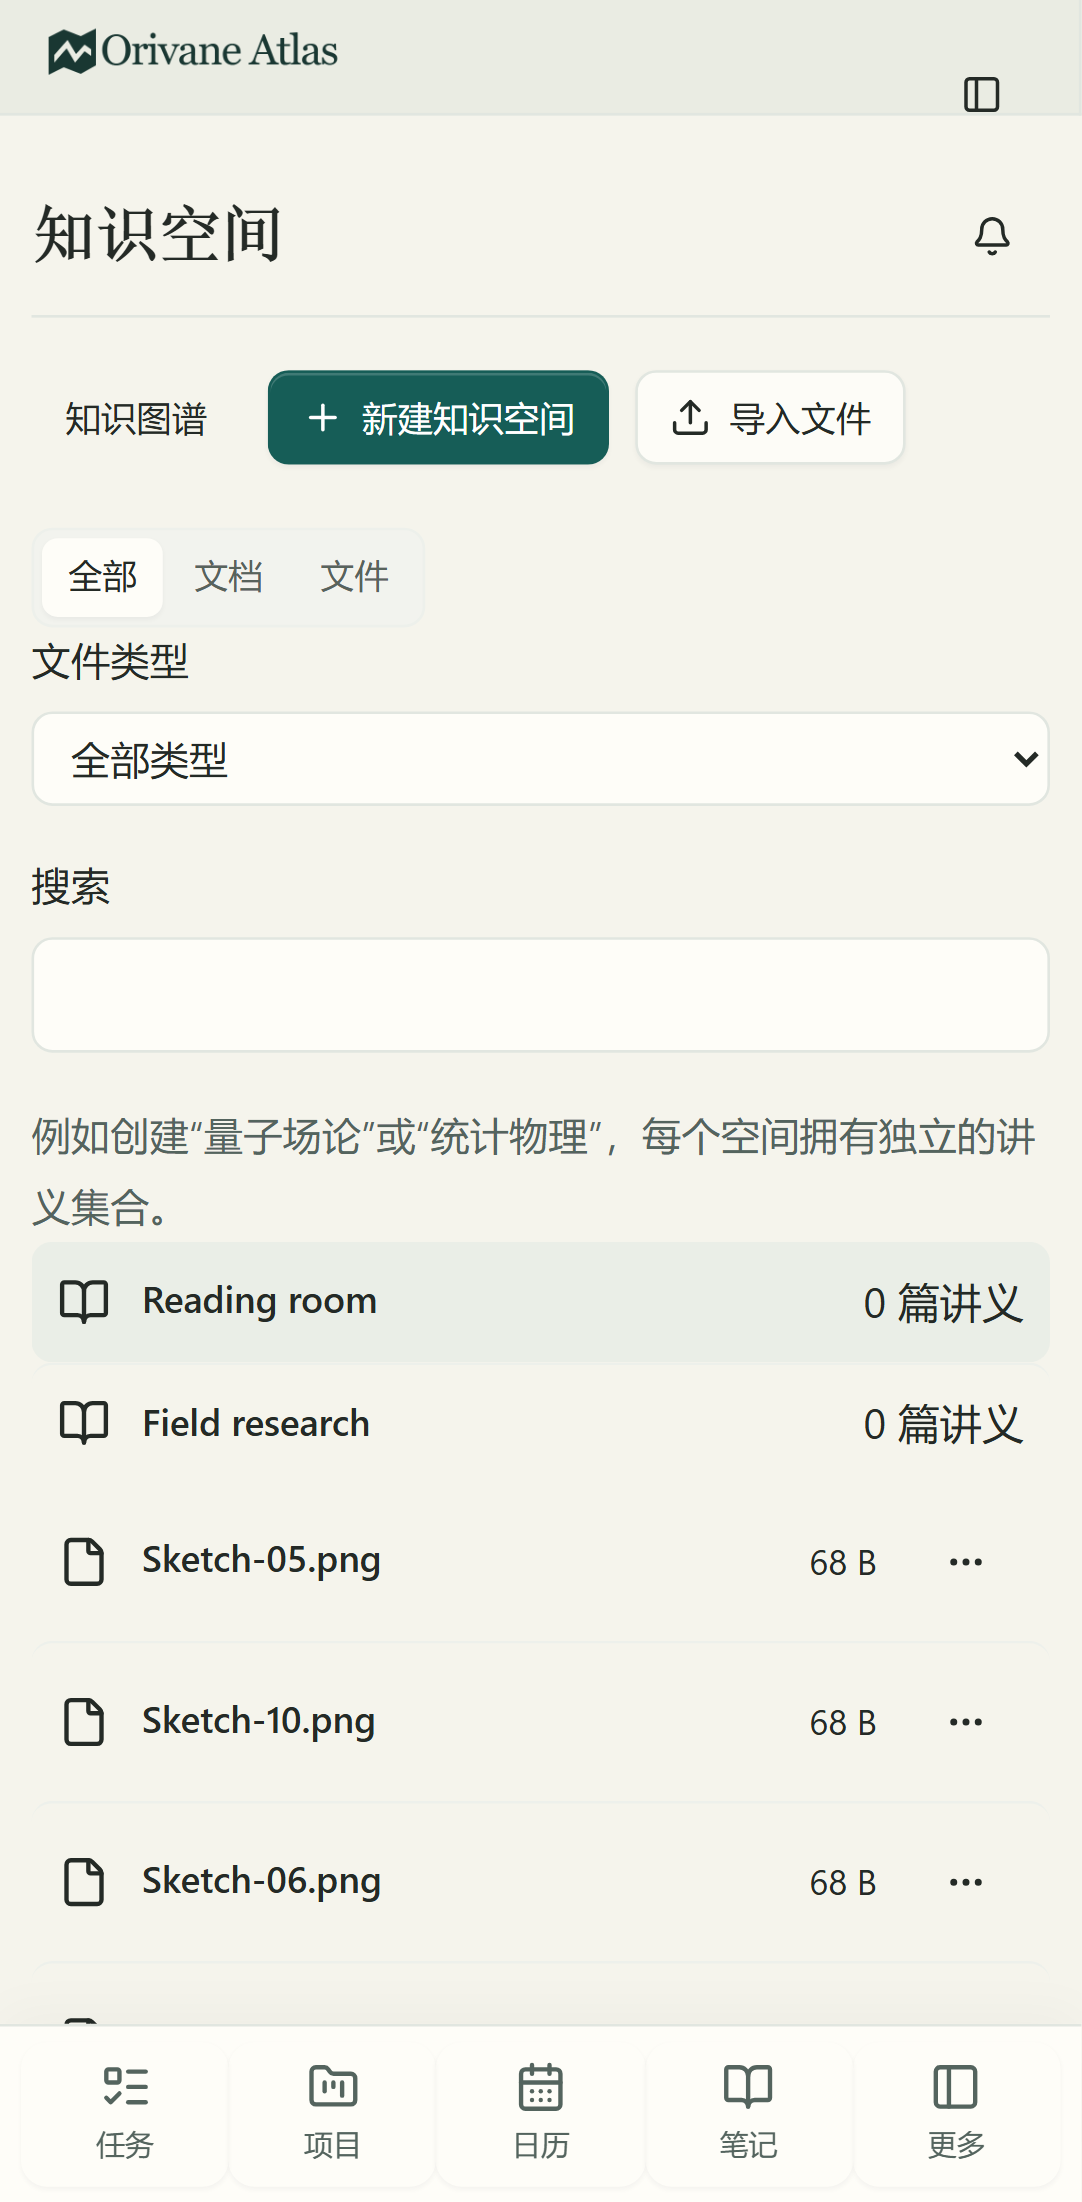 Orivane Atlas
知识空间
知识图谱
新建知识空间
导入文件
全部 文档 文件
文件类型
全部类型
搜索
例如创建“量子场论”或“统计物理”，每个空间拥有独立的讲
义集合。
Reading room 0 篇讲义
Field research 0 篇讲义
Sketch-05.png 68 B
Sketch-10.png 68 B
Sketch-06.png 68 B
任务 项目 日历 笔记 更多